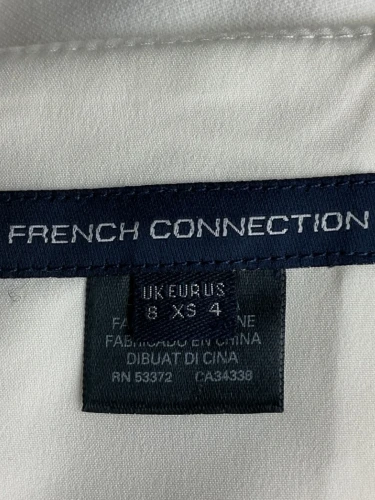 FRENCH CONNECTION
UK EUR US
8 XS 4
FABRICADO EN CHINA
DIBUAT DI CINA
RN 53372 CA34338